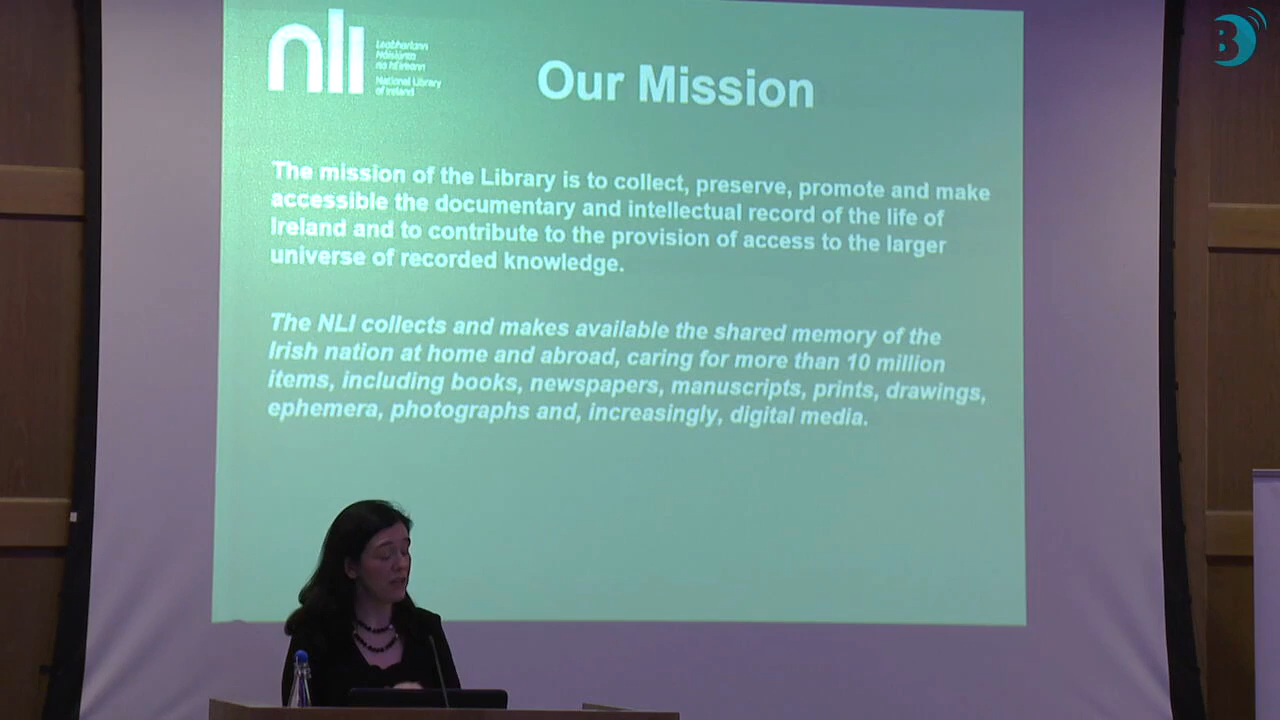 nli
Leabharlann
Náisiúnta
na hÉireann
National Library
of Ireland
Our Mission
The mission of the Library is to collect, preserve, promote and make
accessible the documentary and intellectual record of the life of
Ireland and to contribute to the provision of access to the larger
universe of recorded knowledge.
The NLI collects and makes available the shared memory of the
Irish nation at home and abroad, caring for more than 10 million
items, including books, newspapers, manuscripts, prints, drawings,
ephemera, photographs and, increasingly, digital media.
B